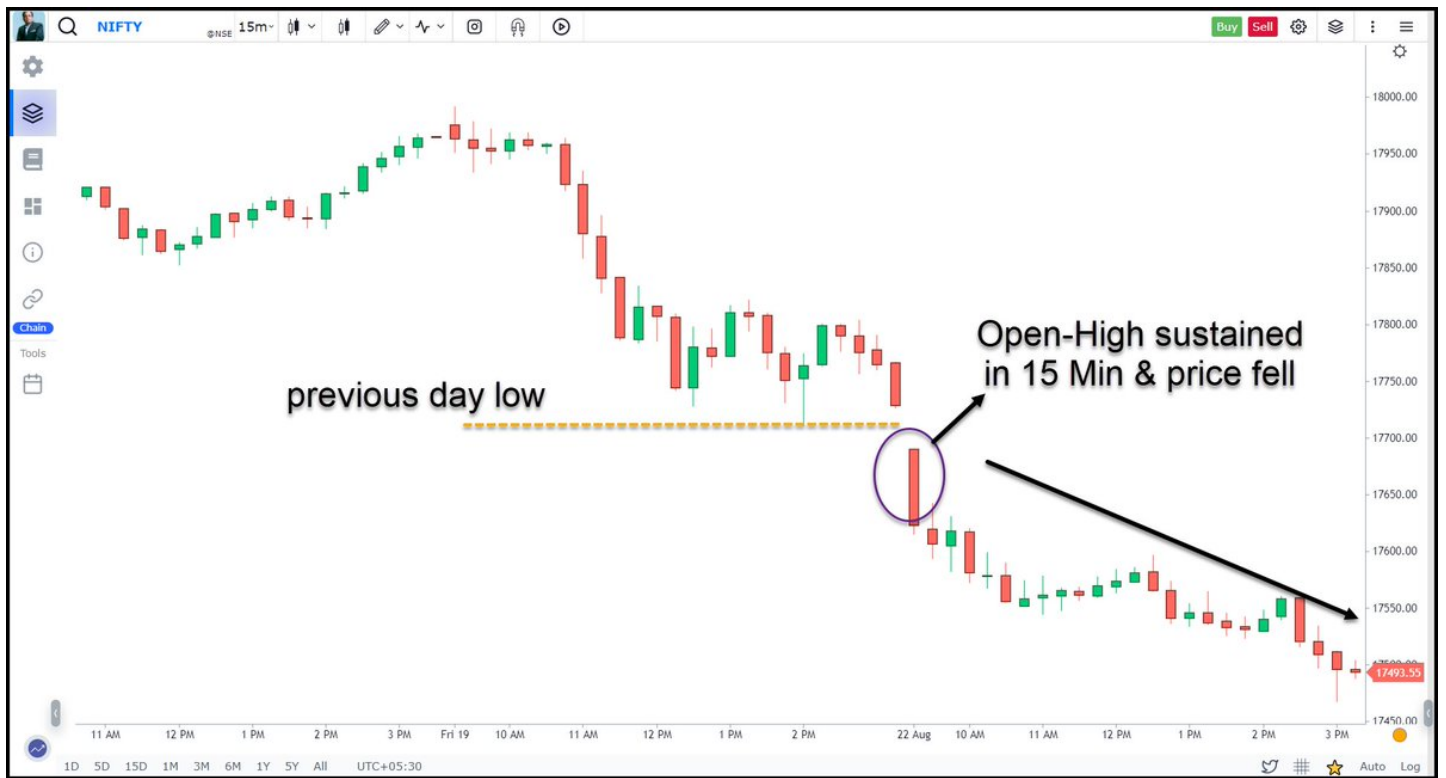 NIFTY @NSE 15m Buy Sell
18000.00
17950.00
17900.00
17850.00
Chain
17800.00
Tools
Open-High sustained
in 15 Min & price fell
17750.00
previous day low
17700.00
17650.00
17600.00
17550.00
17500.00
17493.55
17450.00
11 AM 12 PM 1 PM 2 PM 3 PM Fri 19 10 AM 11 AM 12 PM 1 PM 2 PM 22 Aug 10 AM 11 AM 12 PM 1 PM 2 PM 3 PM
1D 5D 15D 1M 3M 6M 1Y 5Y All UTC+05:30 Auto Log